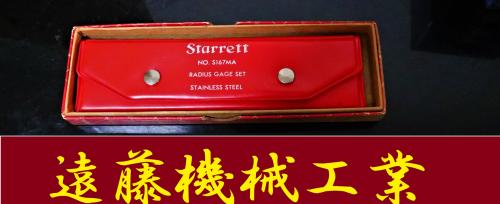 Starrett
NO. S167MA
RADIUS GAGE SET
STAINLESS STEEL
遠藤機械工業